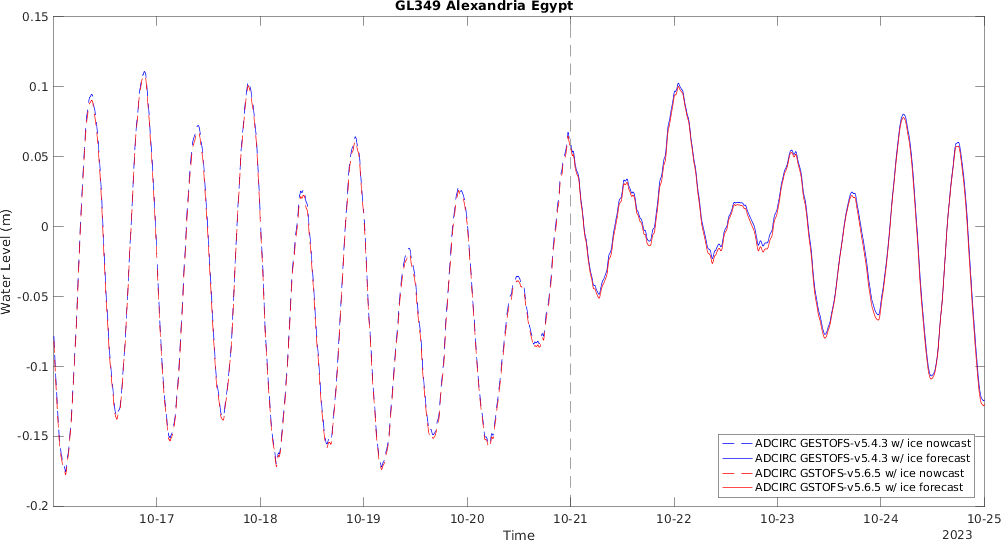 GL349 Alexandria Egypt
0.15
0.1
0.05
0
-0.05
-0.1
-0.15
-0.2
Water Level (m)
ADCIRC GESTOFS-v5.4.3 w/ ice nowcast
ADCIRC GESTOFS-v5.4.3 w/ ice forecast
ADCIRC GSTOFS-v5.6.5 w/ ice nowcast
ADCIRC GSTOFS-v5.6.5 w/ ice forecast
10-17 10-18 10-19 10-20 10-21 10-22 10-23 10-24 10-25
Time
2023